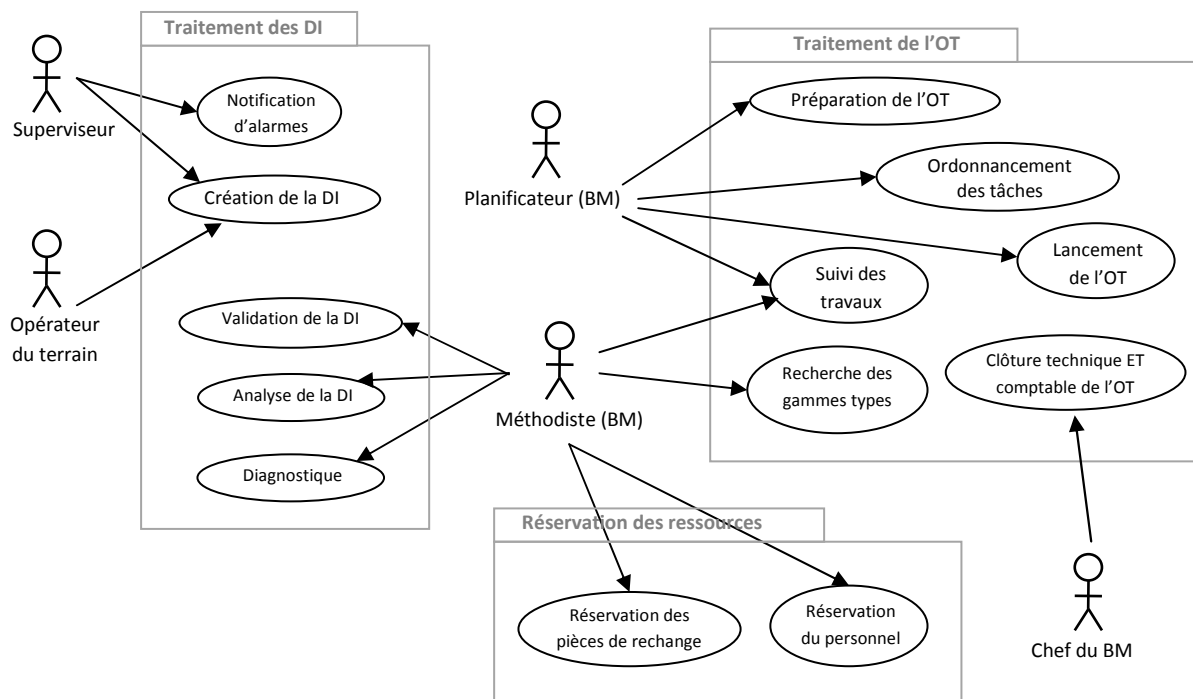 Traitement des DI
Notification
d'alarmes
Superviseur
Création de la DI
Opérateur
du terrain
Validation de la DI
Analyse de la DI
Diagnostique
Planificateur (BM)
Méthodiste (BM)
Traitement de l'OT
Préparation de l'OT
Ordonnancement
des tâches
Lancement
de l'OT
Suivi des
travaux
Recherche des
gammes types
Clôture technique ET
comptable de l'OT
Réservation des ressources
Réservation des
pièces de rechange
Réservation
du personnel
Chef du BM